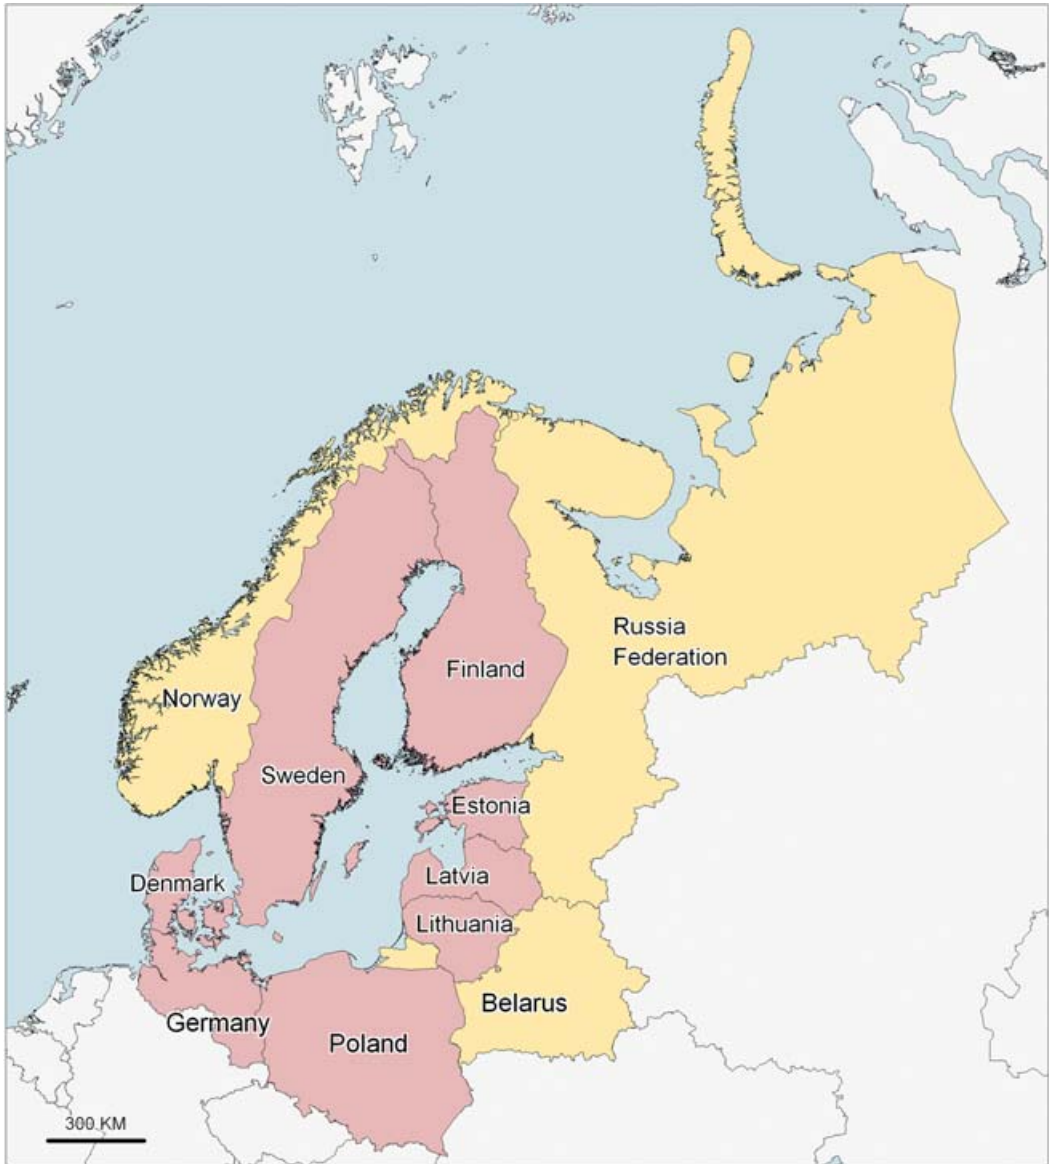 Russia
Federation
Finland
Norway
Sweden
Estonia
Denmark
Latvia
Lithuania
Belarus
Germany
Poland
300 KM